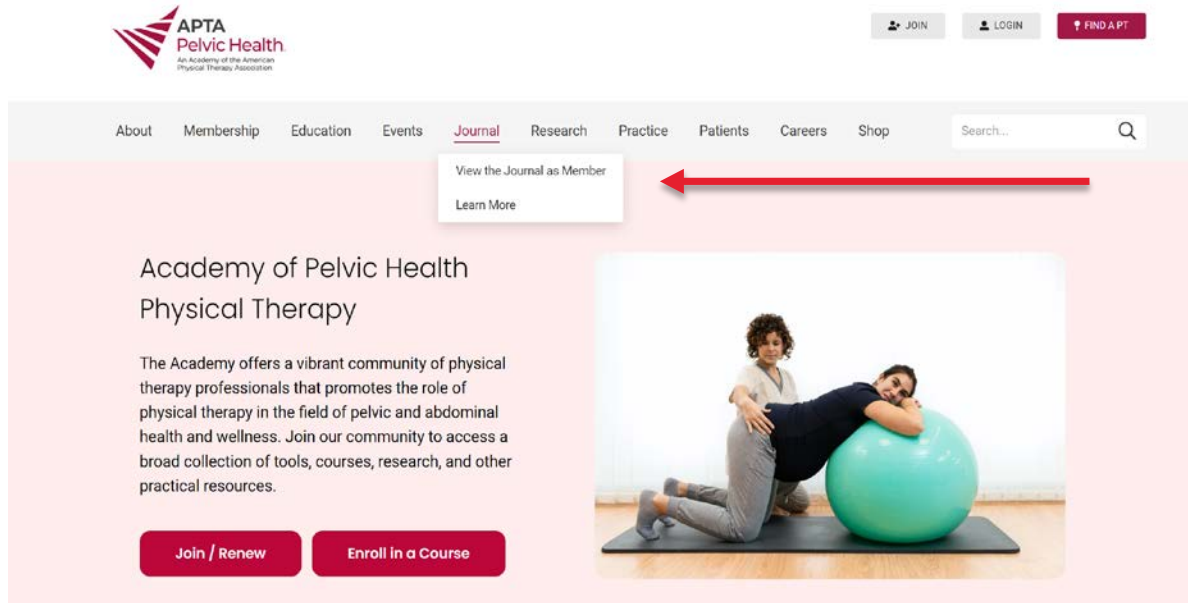 APTA
Pelvic Health
An Academy of the American
Physical Therapy Association
JOIN
LOGIN
FIND A PT
About Membership Education Events Journal Research Practice Patients Careers Shop Search...
View the Journal as Member
Learn More
Academy of Pelvic Health
Physical Therapy
The Academy offers a vibrant community of physical
therapy professionals that promotes the role of
physical therapy in the field of pelvic and abdominal
health and wellness. Join our community to access a
broad collection of tools, courses, research, and other
practical resources.
Join / Renew
Enroll in a Course